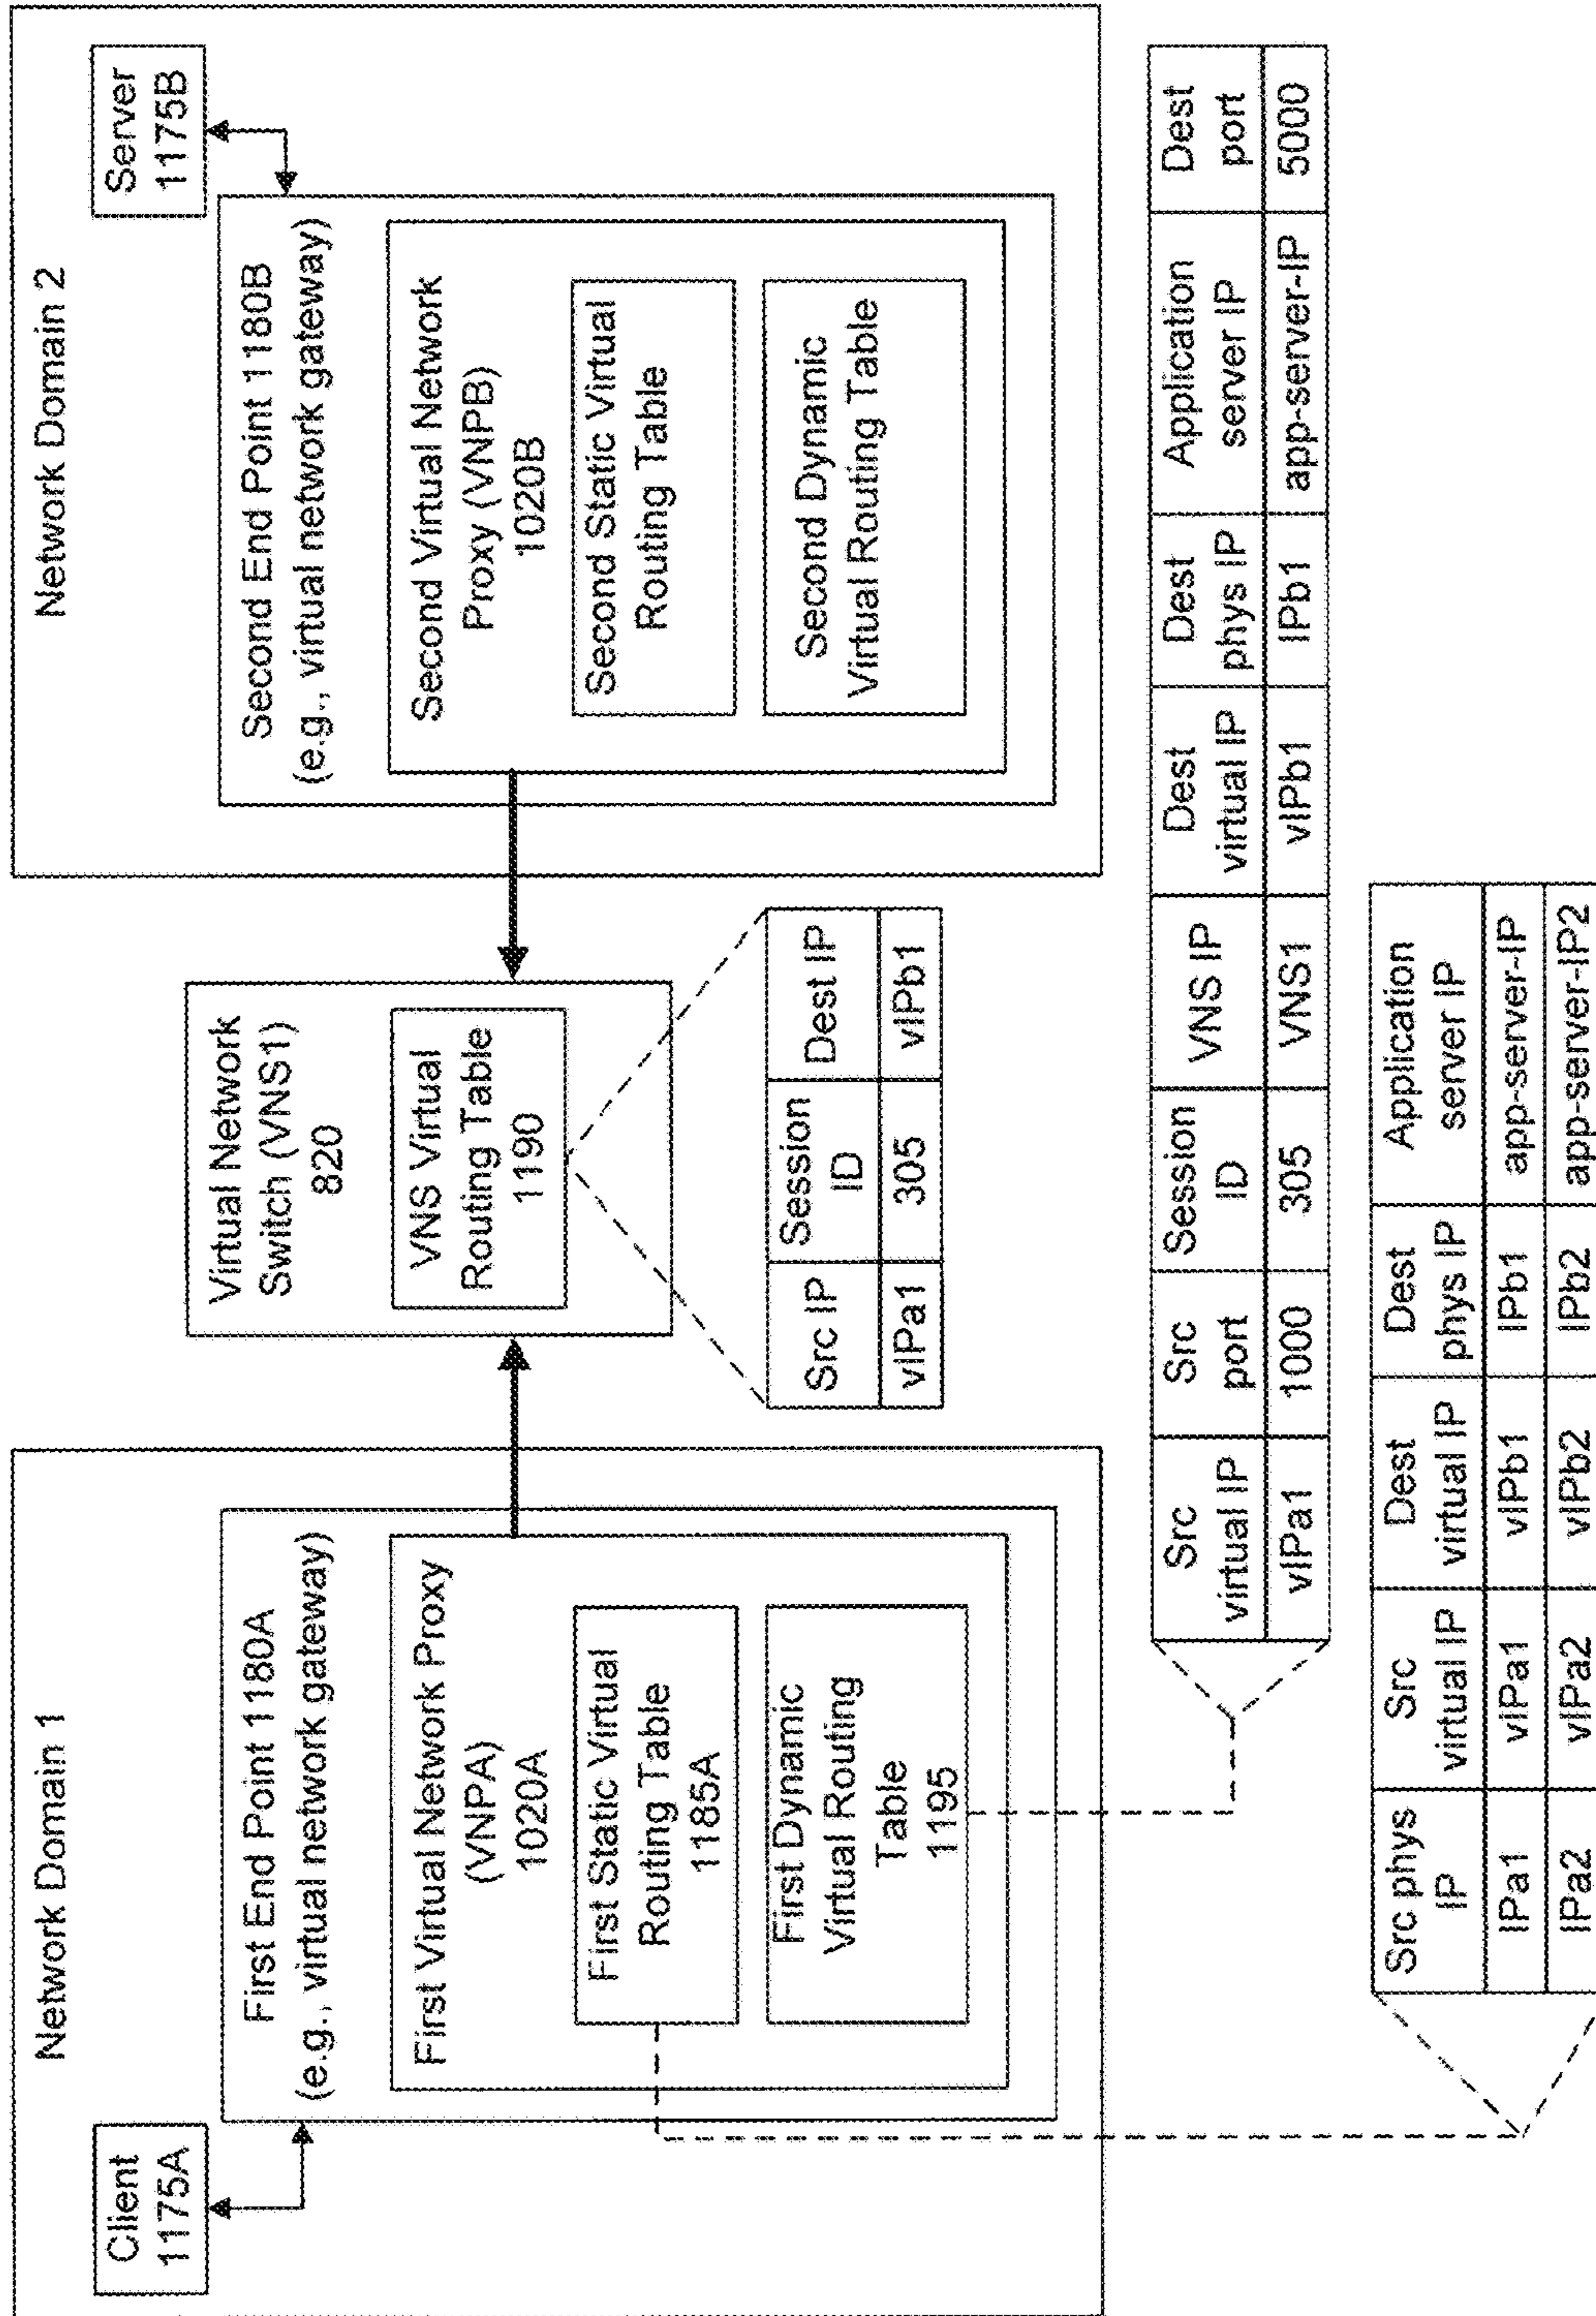 Network Domain 1
Client
1175A
First End Point 1180A
(e.g., virtual network gateway)
First Virtual Network Proxy
(VNPA)
1020A
First Static Virtual
Routing Table
1185A
First Dynamic
Virtual Routing
Table
1195
Virtual Network
Switch (VNS1)
820
VNS Virtual
Routing Table
1190
Src IP
Session
ID
Dest IP
vIPa1
305
vIPb1
Network Domain 2
Server
1175B
Second End Point 1180B
(e.g., virtual network gateway)
Second Virtual Network
Proxy (VNPB)
1020B
Second Static Virtual
Routing Table
Second Dynamic
Virtual Routing Table
Src
virtual IP
Src
port
Session
ID
VNS IP
Dest
virtual IP
Dest
phys IP
Application
server IP
Dest
port
vIPa1
1000
305
VNS1
vIPb1
IPb1
app-server-IP
5000
Src phys
IP
Src
virtual IP
Dest
virtual IP
Dest
phys IP
Application
server IP
IPa1
vIPa1
vIPb1
IPb1
app-server-IP
IPa2
vIPa2
vIPb2
IPb2
app-server-IP2